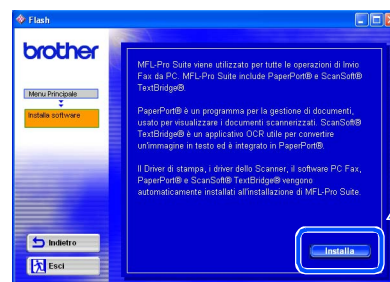 Flash
brother
Menu Principale
Installa software
MFL-Pro Suite viene utilizzato per tutte le operazioni di Invio
Fax da PC. MFL-Pro Suite include PaperPort® e ScanSoft®
TextBridge®.
PaperPort® è un programma per la gestione di documenti,
usato per visualizzare i documenti scannerizzati. ScanSoft®
TextBridge® è un applicativo OCR utile per convertire
un'immagine in testo ed è integrato in PaperPort®.
Il Driver di stampa, i driver dello Scanner, il software PC Fax,
PaperPort® e ScanSoft® TextBridge® vengono
automaticamente installati all'installazione di MFL-Pro Suite.
Indietro
Esci
Installa